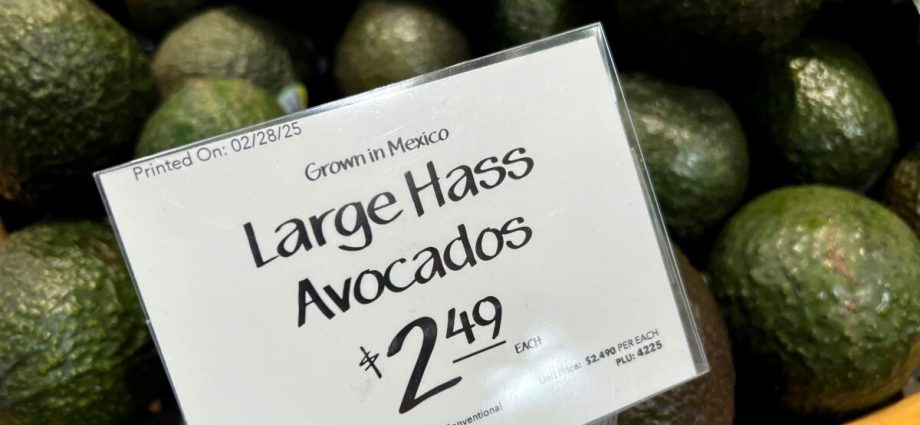 Printed On: 02/28/25
Grown in Mexico
Large Hass
Avocados
$2.49 EACH
Unit Price: $2.490 PER EACH
PLU: 4225